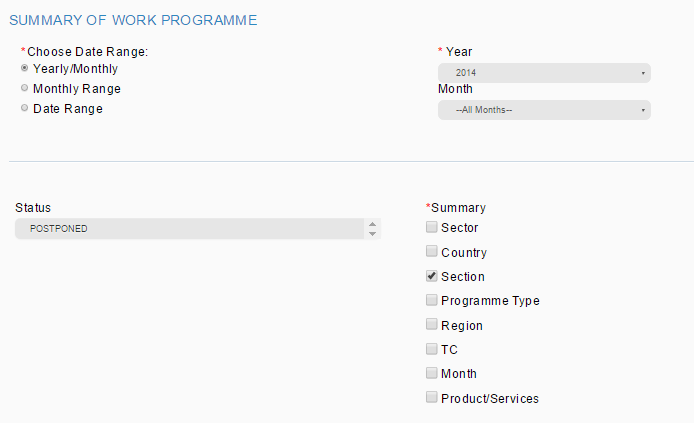 SUMMARY OF WORK PROGRAMME
*Choose Date Range:
Yearly/Monthly
Monthly Range
Date Range
* Year
2014
Month
--All Months--
Status
POSTPONED
*Summary
Sector
Country
Section
Programme Type
Region
TC
Month
Product/Services